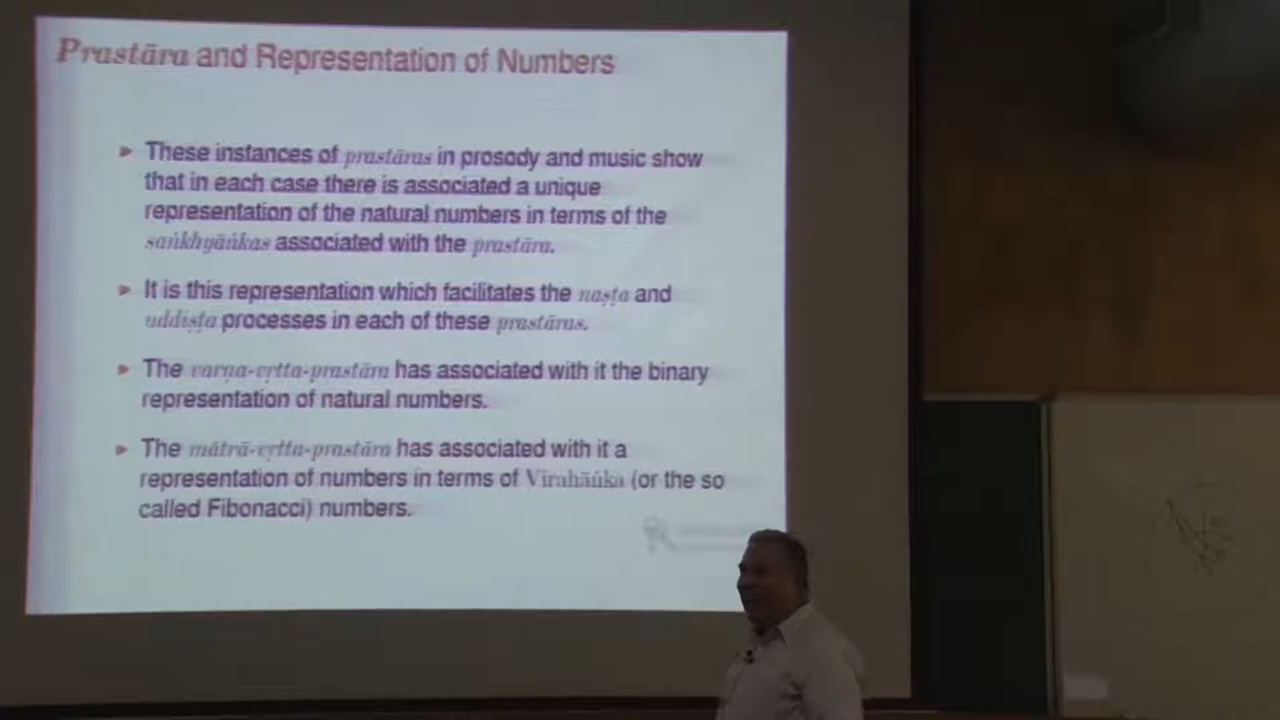 Prastāra and Representation of Numbers
These instances of prastāras in prosody and music show
that in each case there is associated a unique
representation of the natural numbers in terms of the
saṅkhyāṅkas associated with the prastāra.
It is this representation which facilitates the naṣṭa and
uddiṣṭa processes in each of these prastāras.
The varṇa-vṛtta-prastāra has associated with it the binary
representation of natural numbers.
The mātrā-vṛtta-prastāra has associated with it a
representation of numbers in terms of Virahāṅka (or the so
called Fibonacci) numbers.